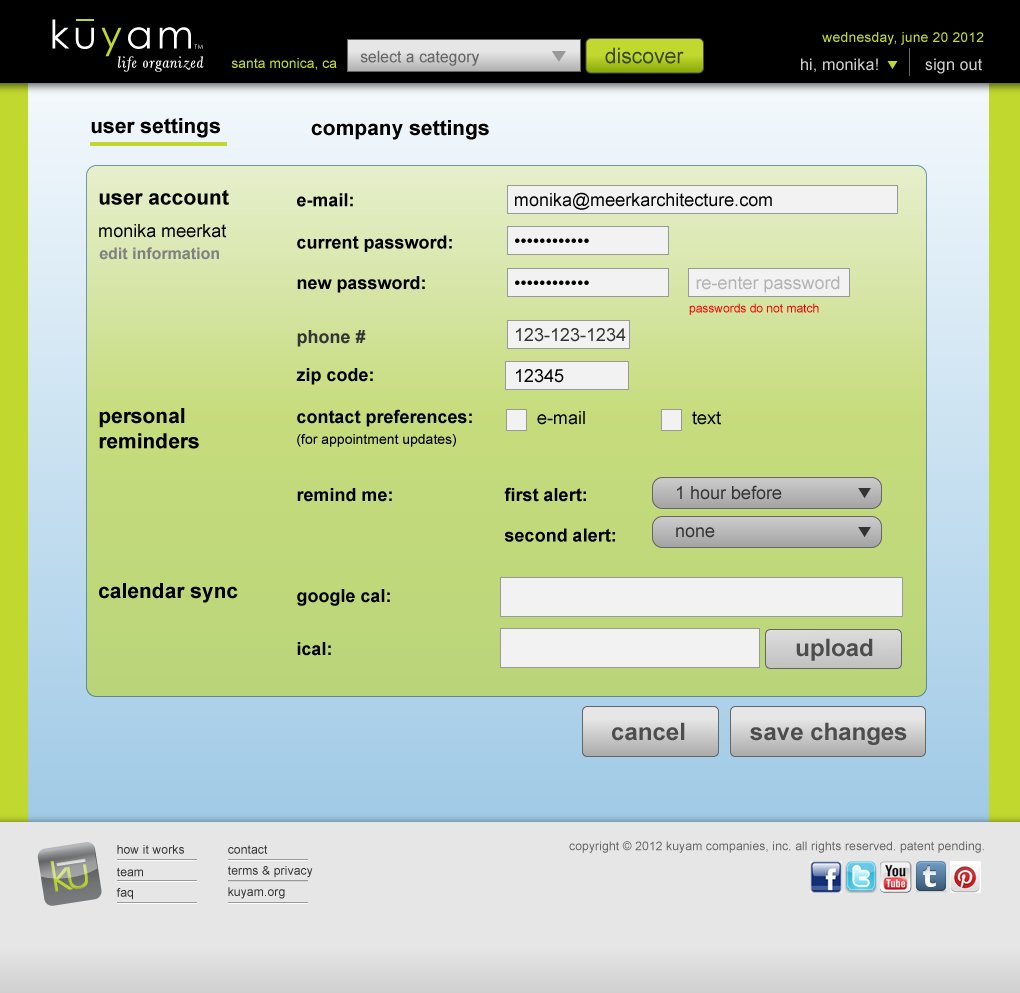 kūyam™
life organized
santa monica, ca
select a category
discover
wednesday, june 20 2012
hi, monika!
sign out
user settings
company settings
user account
monika meerkat
edit information
e-mail:
monika@meerkarchitecture.com
current password:
••••••••••••
new password:
••••••••••••
re-enter password
passwords do not match
phone #
123-123-1234
zip code:
12345
personal
reminders
contact preferences:
(for appointment updates)
e-mail
text
remind me:
first alert:
1 hour before
second alert:
none
calendar sync
google cal:
ical:
upload
cancel
save changes
kū
how it works
team
faq
contact
terms & privacy
kuyam.org
copyright © 2012 kuyam companies, inc. all rights reserved. patent pending.
f
t
You
Tube
t
p